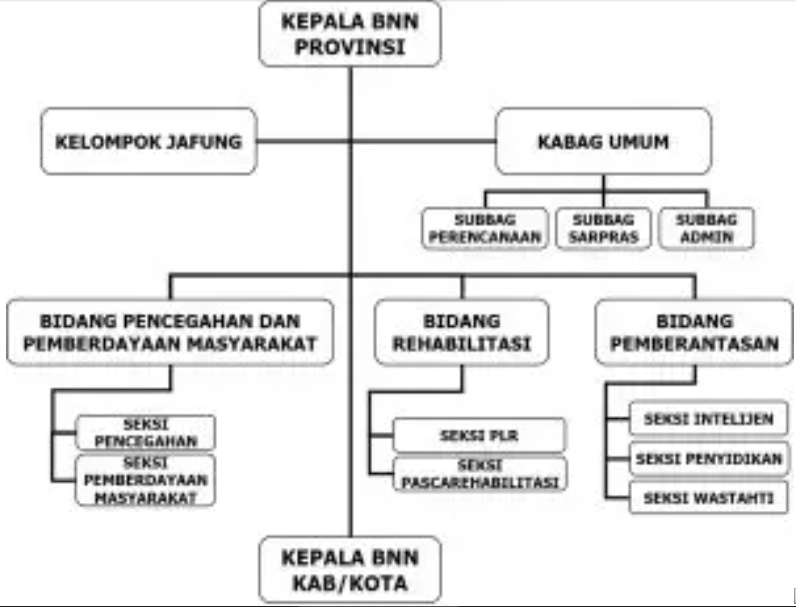 KEPALA BNN
PROVINSI
KELOMPOK JAFUNG
KABAG UMUM
SUBBAG
PERENCANAAN
SUBBAG
SARPRAS
SUBBAG
ADMIN
BIDANG PENCEGAHAN DAN
PEMBERDAYAAN MASYARAKAT
BIDANG
REHABILITASI
BIDANG
PEMBERANTASAN
SEKSI
PENCEGAHAN
SEKSI
PEMBERDAYAAN
MASYARAKAT
SEKSI PLR
SEKSI
PASCAREHABILITASI
SEKSI INTELIJEN
SEKSI PENYIDIKAN
SEKSI WASTAHTI
KEPALA BNN
KAB/KOTA